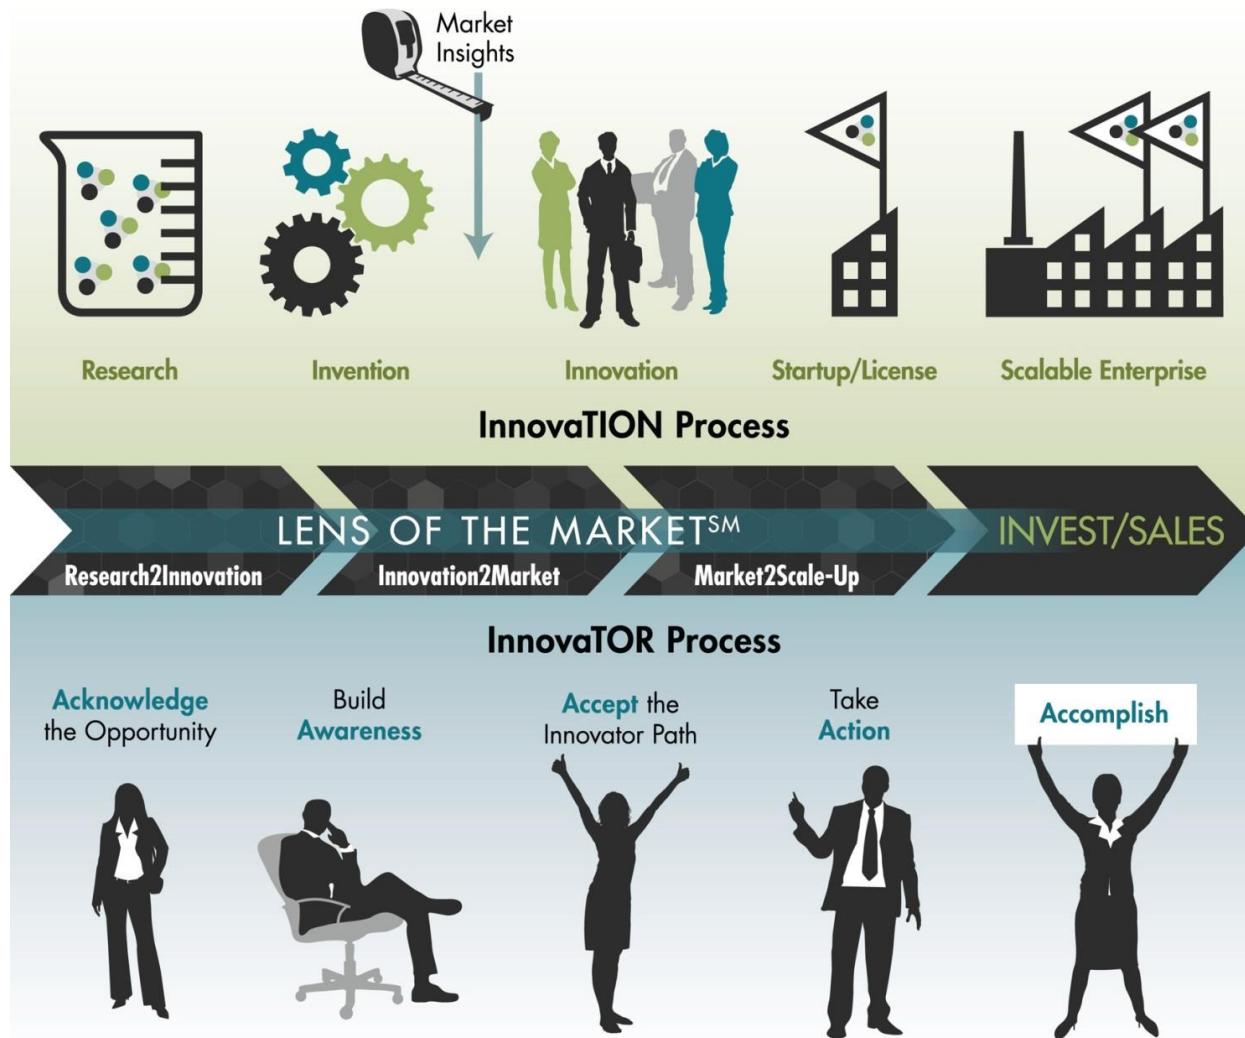 Market
Insights
Research
Invention
Innovation
Startup/License
Scalable Enterprise
InnovaTION Process
LENS OF THE MARKET℠
INVEST/SALES
Research2Innovation
Innovation2Market
Market2Scale-Up
InnovaTOR Process
Acknowledge
the Opportunity
Build
Awareness
Accept the
Innovator Path
Take
Action
Accomplish